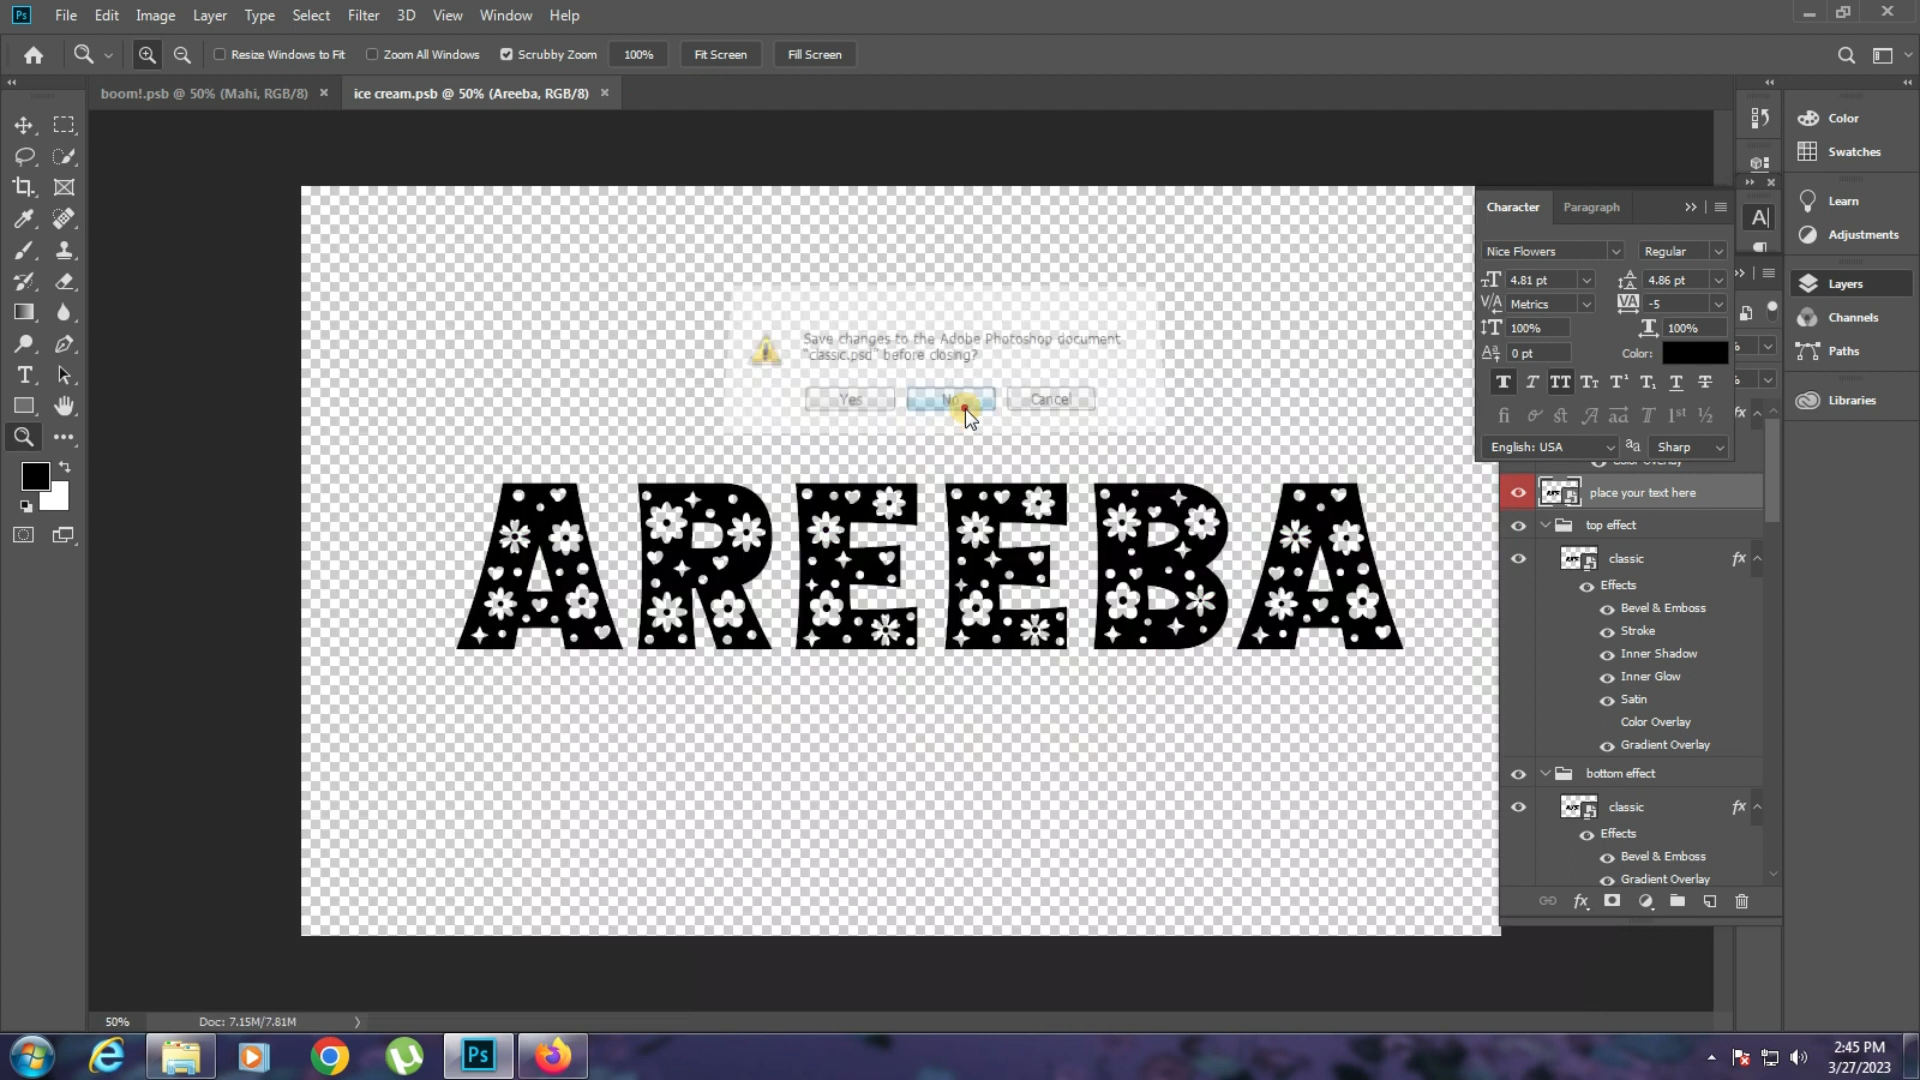 Ps File Edit Image Layer Type Select Filter 3D View Window Help
Resize Windows to Fit Zoom All Windows Scrubby Zoom 100% Fit Screen Fill Screen
boom!.psb @ 50% (Mahi, RGB/8) × ice cream.psb @ 50% (Areeba, RGB/8) ×
Color
Swatches
Learn
Adjustments
Layers
Channels
Paths
Libraries
Character Paragraph
Nice Flowers Regular
4.81 pt 4.86 pt
Metrics -5
100% 100%
0 pt Color:
English: USA Sharp
Save changes to the Adobe Photoshop document
"classic.psd" before closing?
Yes No Cancel
AREEBA
Color Overlay
place your text here
top effect
classic fx
Effects
Bevel & Emboss
Stroke
Inner Shadow
Inner Glow
Satin
Color Overlay
Gradient Overlay
bottom effect
classic fx
Effects
Bevel & Emboss
Gradient Overlay
50% Doc: 7.15M/7.81M
Ps
2:45 PM
3/27/2023